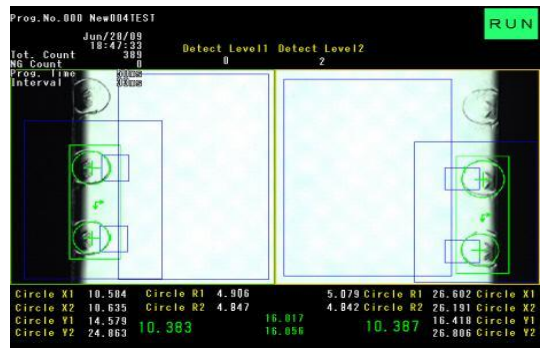 Prog.No.000 New004TEST
RUN
Jun/28/09
18:47:33
Detect Level1 Detect Level2
Tot. Count 389 0 2
NG Count 0
Prog. Time
Interval
Circle X1 10.504 Circle R1 4.906 5.079 Circle R1 26.602 Circle X1
Circle X2 10.635 Circle R2 4.847 4.842 Circle R2 26.191 Circle X2
Circle Y1 14.579 10.383 16.017 10.387 16.418 Circle Y1
Circle Y2 24.863 16.056 26.806 Circle Y2